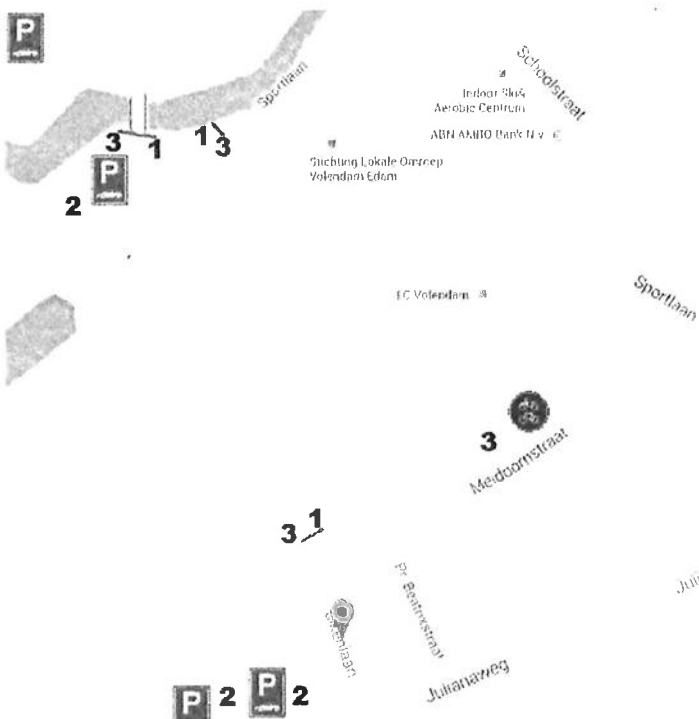 P
Schoolstraat
Sportlaan
Indoor Skis
Aerobic Centrum
ABN AMRO Bank N.v.
3 1
1 3
Stichting Lokale Omroep
Volendam Edam
P
2
FC Volendam
Sportlaan
3
Meidoornstraat
3 1
Pr. Beatrixstraat
Julianaweg
P 2
P 2